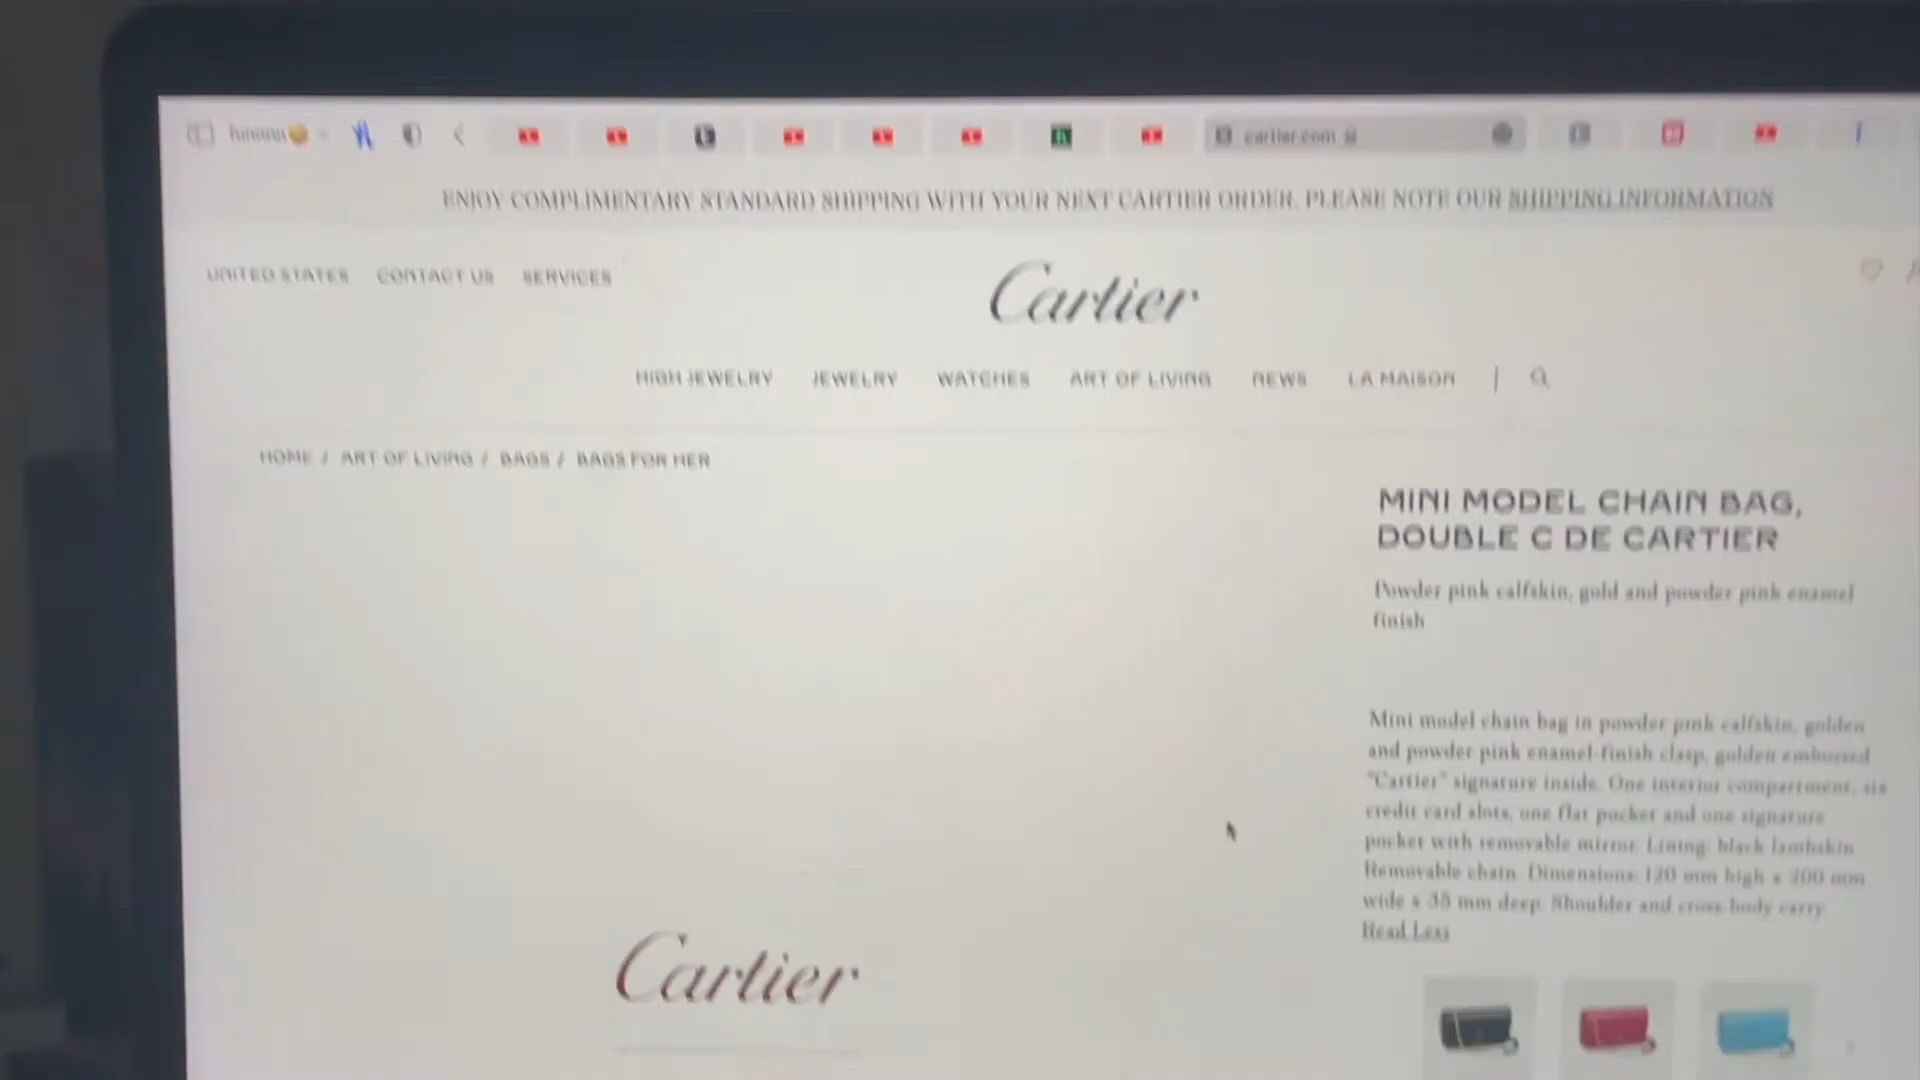 cartier.com
ENJOY COMPLIMENTARY STANDARD SHIPPING WITH YOUR NEXT CARTIER ORDER. PLEASE NOTE OUR SHIPPING INFORMATION
UNITED STATES CONTACT US SERVICES
Cartier
HIGH JEWELRY JEWELRY WATCHES ART OF LIVING NEWS LA MAISON
HOME / ART OF LIVING / BAGS / BAGS FOR HER
MINI MODEL CHAIN BAG,
DOUBLE C DE CARTIER
Powder pink calfskin, gold and powder pink enamel
finish
Mini model chain bag in powder pink calfskin, golden
and powder pink enamel-finish clasp, golden embossed
"Cartier" signature inside. One interior compartment, six
credit card slots, one flat pocket and one signature
pocket with removable mirror. Lining: black lambskin.
Removable chain. Dimensions: 120 mm high x 200 mm
wide x 38 mm deep. Shoulder and cross-body carry.
Read Less
Cartier